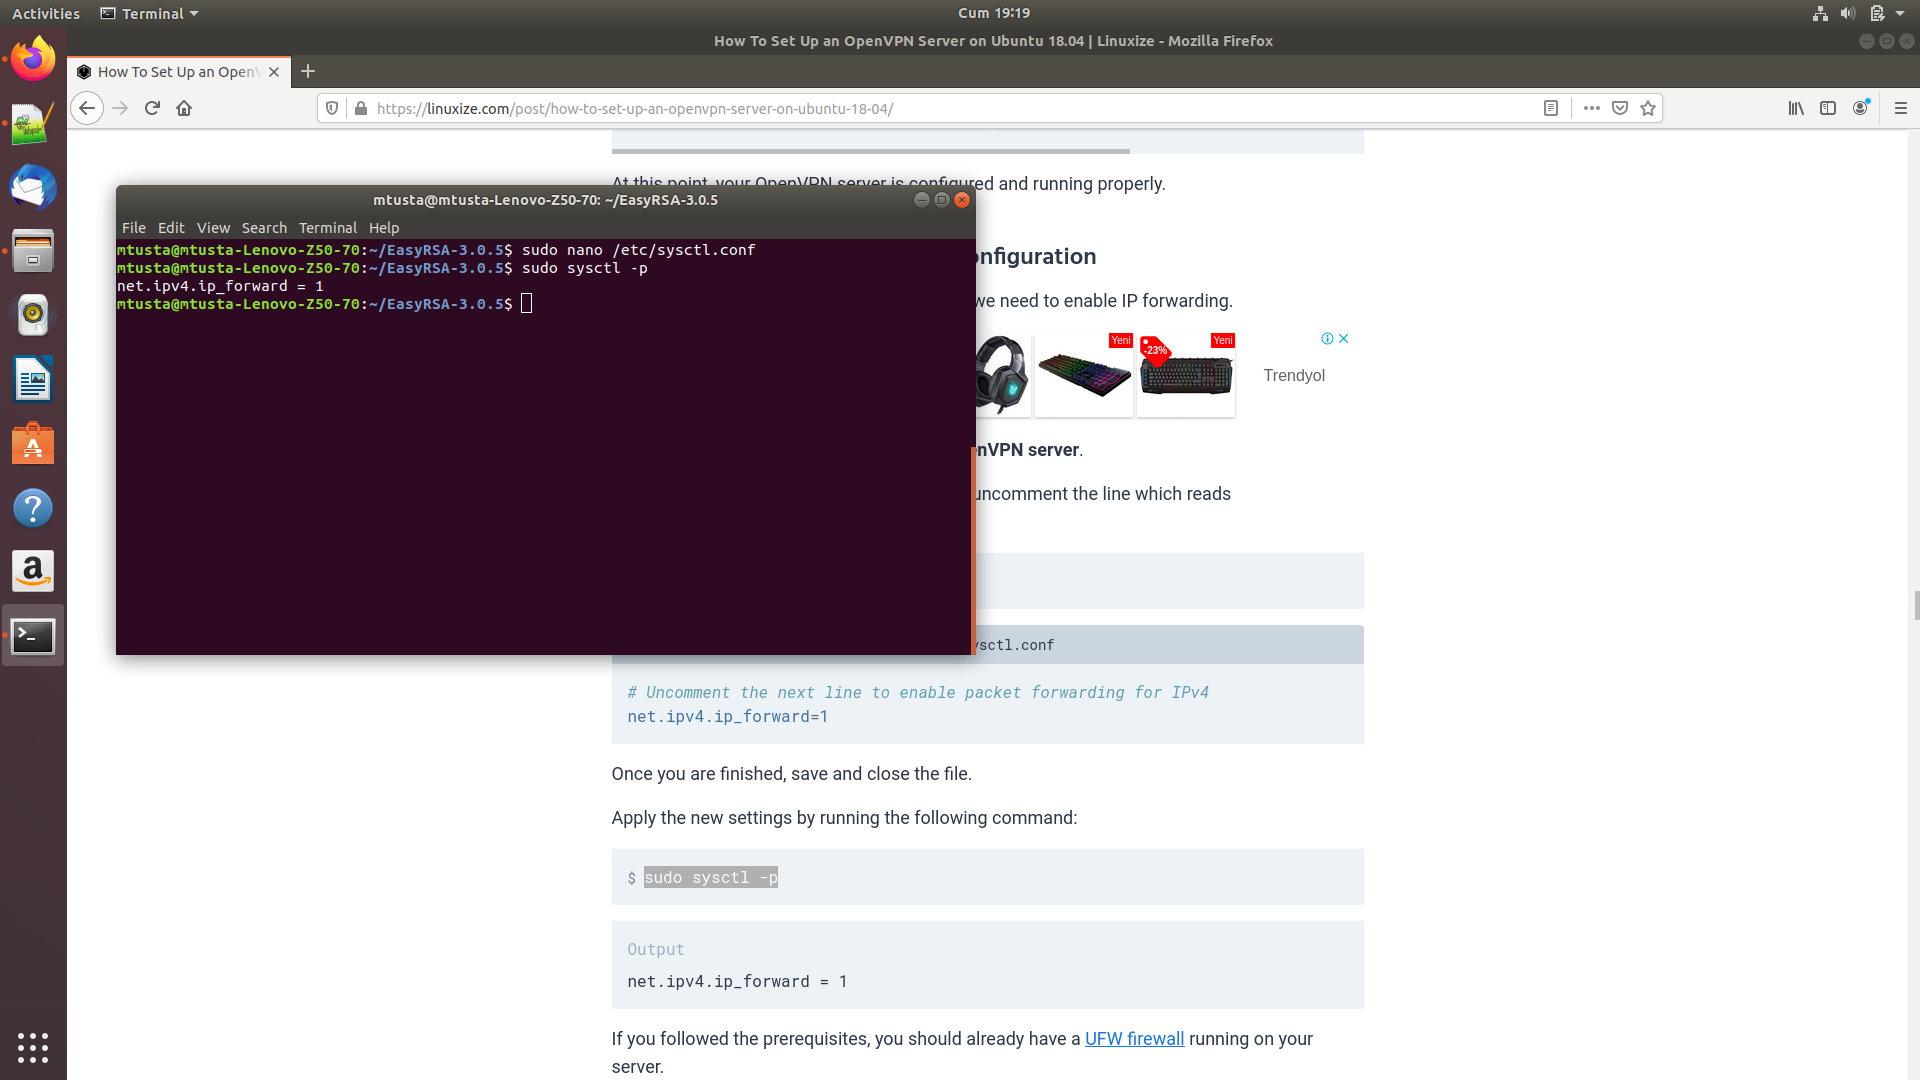 Activities
Terminal
Cum 19:19
How To Set Up an OpenVPN Server on Ubuntu 18.04 | Linuxize - Mozilla Firefox
How To Set Up an OpenV
https://linuxize.com/post/how-to-set-up-an-openvpn-server-on-ubuntu-18-04/
At this point, your OpenVPN server is configured and running properly.
mtusta@mtusta-Lenovo-Z50-70: ~/EasyRSA-3.0.5
File Edit View Search Terminal Help
mtusta@mtusta-Lenovo-Z50-70:~/EasyRSA-3.0.5$ sudo nano /etc/sysctl.conf
mtusta@mtusta-Lenovo-Z50-70:~/EasyRSA-3.0.5$ sudo sysctl -p
net.ipv4.ip_forward = 1
mtusta@mtusta-Lenovo-Z50-70:~/EasyRSA-3.0.5$
nfiguration
we need to enable IP forwarding.
Yeni
-23%
Yeni
Trendyol
nVPN server.
uncomment the line which reads
ysctl.conf
# Uncomment the next line to enable packet forwarding for IPv4
net.ipv4.ip_forward=1
Once you are finished, save and close the file.
Apply the new settings by running the following command:
$ sudo sysctl -p
Output
net.ipv4.ip_forward = 1
If you followed the prerequisites, you should already have a UFW firewall running on your
server.